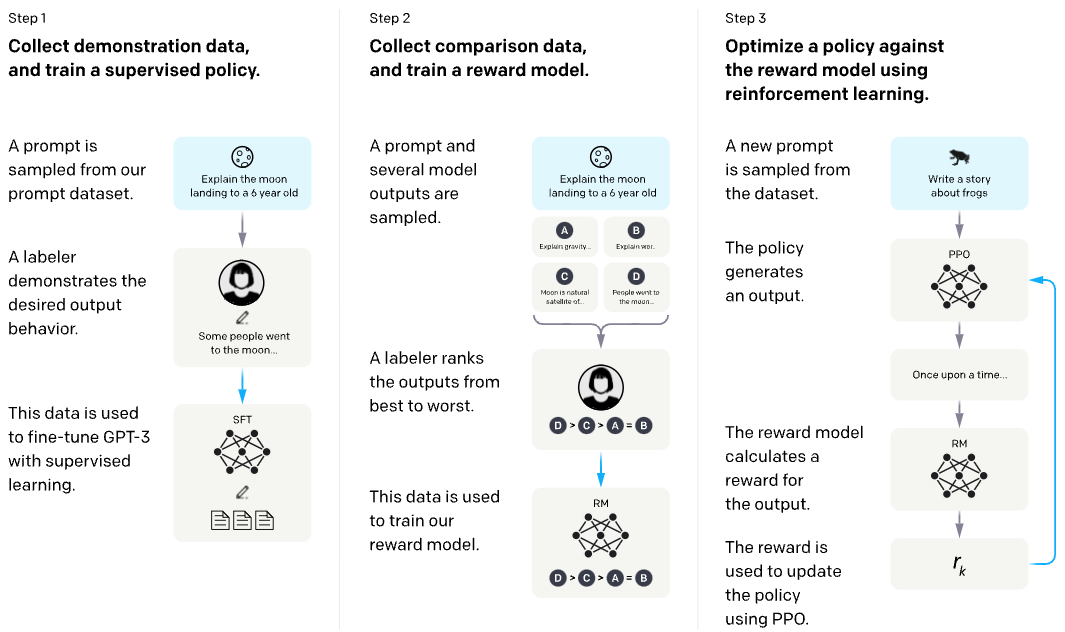 Step 1
Collect demonstration data,
and train a supervised policy.
A prompt is
sampled from our
prompt dataset.
Explain the moon
landing to a 6 year old
A labeler
demonstrates the
desired output
behavior.
Some people went
to the moon...
This data is used
to fine-tune GPT-3
with supervised
learning.
SFT
Step 2
Collect comparison data,
and train a reward model.
A prompt and
several model
outputs are
sampled.
Explain the moon
landing to a 6 year old
A
Explain gravity...
B
Explain war...
C
Moon is natural
satellite of...
D
People went to
the moon...
A labeler ranks
the outputs from
best to worst.
D > C > A = B
This data is used
to train our
reward model.
RM
D > C > A = B
Step 3
Optimize a policy against
the reward model using
reinforcement learning.
A new prompt
is sampled from
the dataset.
Write a story
about frogs
The policy
generates
an output.
PPO
Once upon a time...
The reward model
calculates a
reward for
the output.
RM
The reward is
used to update
the policy
using PPO.
r_k